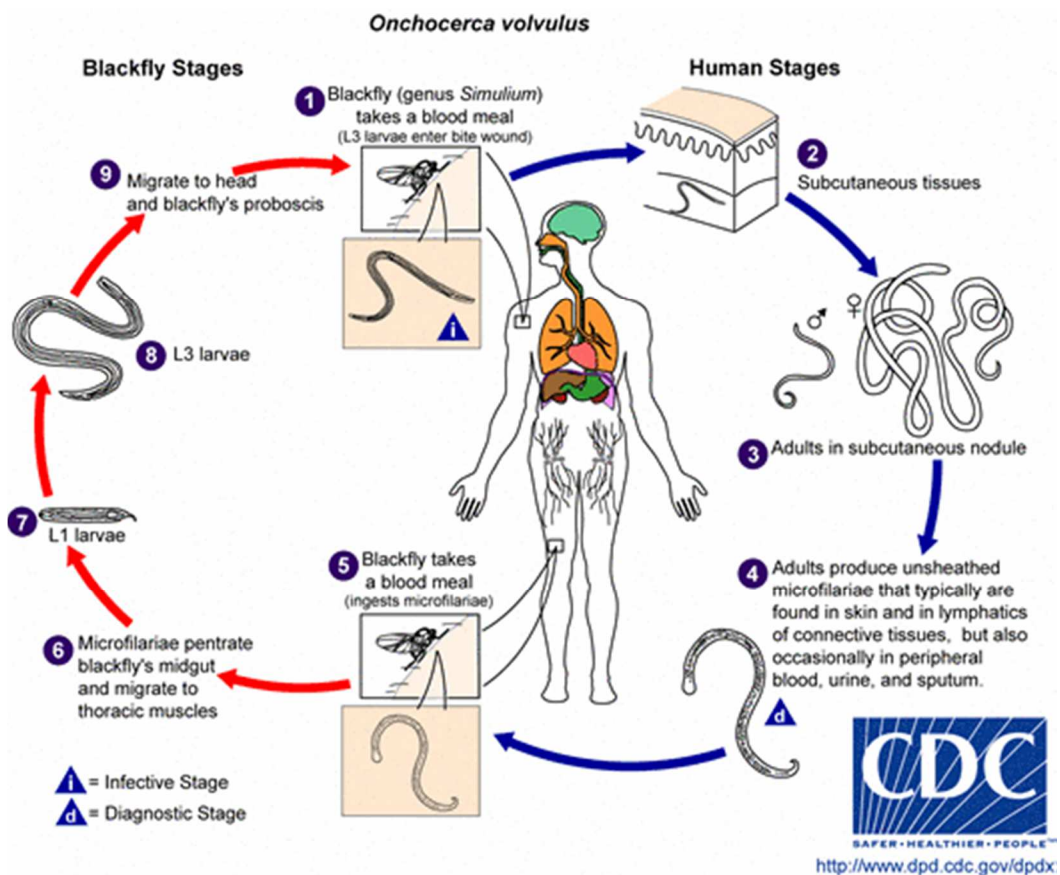 Onchocerca volvulus
Blackfly Stages
Human Stages
1 Blackfly (genus Simulium)
takes a blood meal
(L3 larvae enter bite wound)
i
2
Subcutaneous tissues
♂
♀
3 Adults in subcutaneous nodule
4 Adults produce unsheathed
microfilariae that typically are
found in skin and in lymphatics
of connective tissues, but also
occasionally in peripheral
blood, urine, and sputum.
d
5 Blackfly takes
a blood meal
(ingests microfilariae)
6 Microfilariae pentrate
blackfly's midgut
and migrate to
thoracic muscles
7
L1 larvae
8 L3 larvae
9 Migrate to head
and blackfly's proboscis
i = Infective Stage
d = Diagnostic Stage
CDC
SAFER·HEALTHIER·PEOPLE™
http://www.dpd.cdc.gov/dpdx